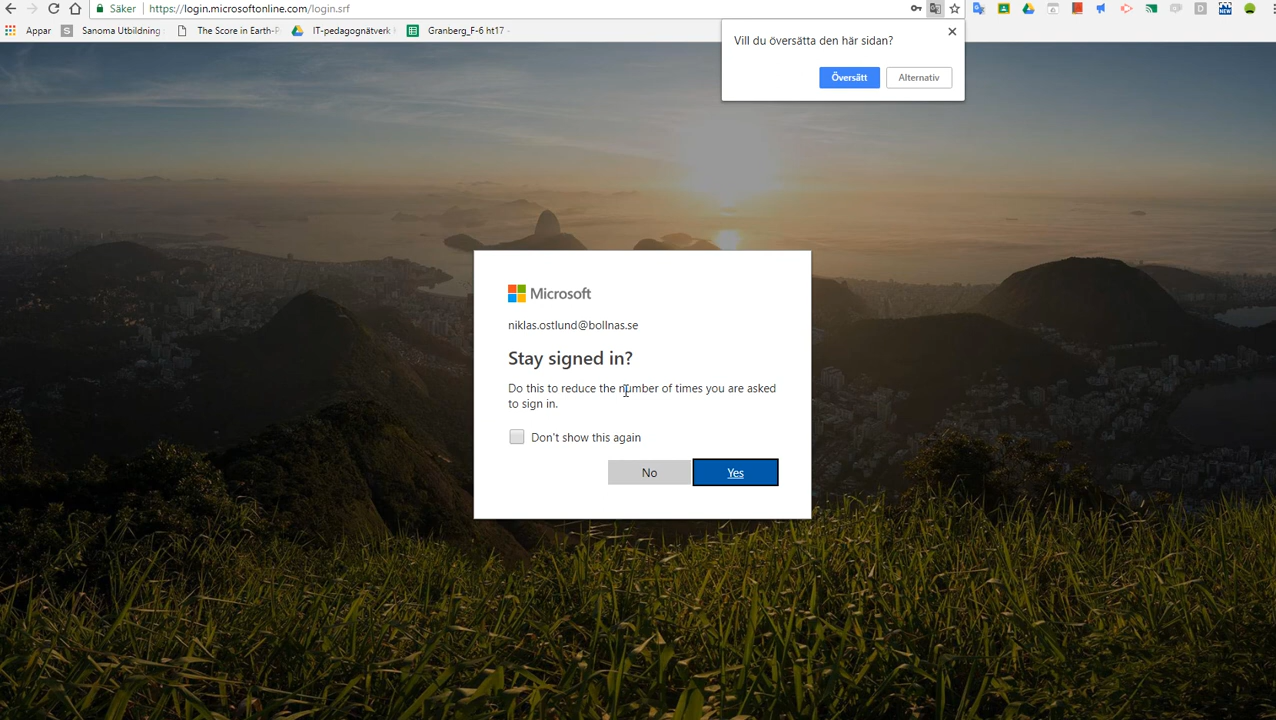 Säker
https://login.microsoftonline.com/login.srf
Appar
Sanoma Utbildning
The Score in Earth-P
IT-pedagognätverk
Granberg_F-6 ht17 -
Vill du översätta den här sidan?
Översätt
Alternativ
Microsoft
niklas.ostlund@bollnas.se
Stay signed in?
Do this to reduce the number of times you are asked
to sign in.
Don't show this again
No
Yes
NEW